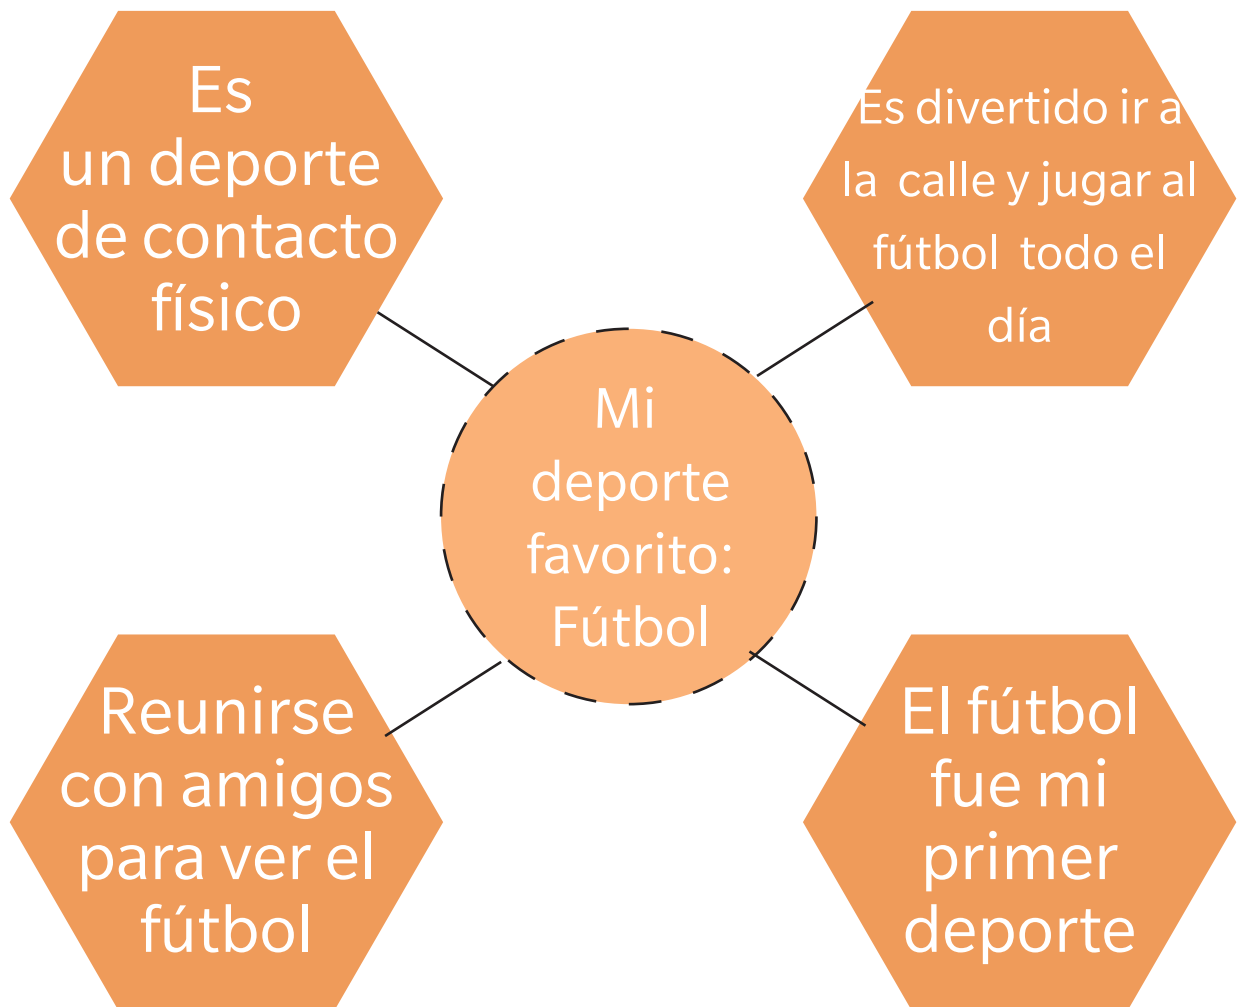 Es
un deporte
de contacto
físico
Es divertido ir a
la calle y jugar al
fútbol todo el
día
Mi
deporte
favorito:
Fútbol
Reunirse
con amigos
para ver el
fútbol
El fútbol
fue mi
primer
deporte